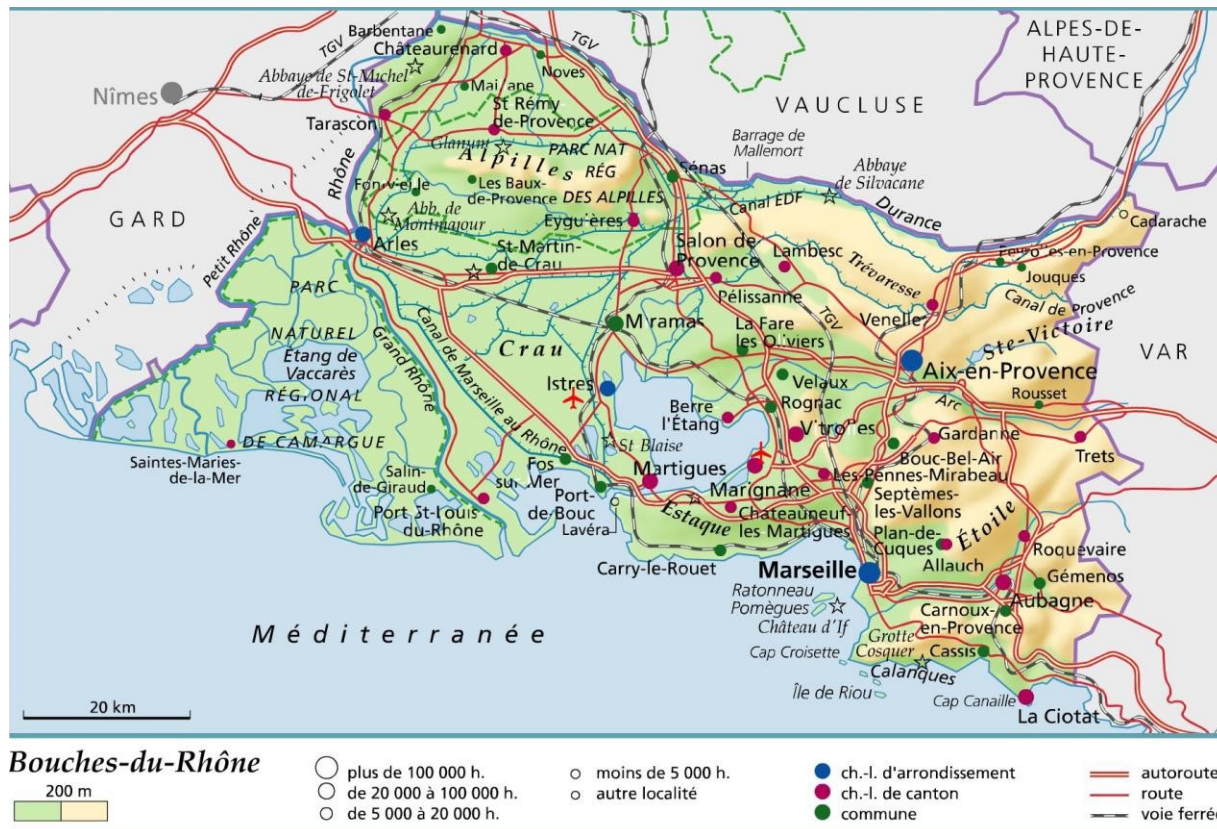 Barbentane
Châteaurenard
TGV
TGV
ALPES-DE-
HAUTE-
PROVENCE
Abbaye de St-Michel
de-Frigolet
Noves
Nîmes
Maillane
VAUCLUSE
St Rémy
de-Provence
Tarascon
Glanum
PARC NAT
RÉG
DES ALPILLES
Alpilles
Barrage de
Mallemort
Sénas
Abbaye
de Silvacane
Rhône
Fontvieille
Les Baux-
de-Provence
Canal EDF
Durance
GARD
Abb. de
Montmajour
Eyguières
Cadarache
Petit Rhône
Arles
St-Martin-
de-Crau
Salon de
Provence
Lambesc
Trévaresse
Peyrolles-en-Provence
Jouques
PARC
Pélissanne
Canal de Provence
NATUREL
Miramas
La Fare
les Oliviers
TGV
Venelle
Ste-Victoire
VAR
Étang de
Vaccarès
Grand Rhône
Canal de Marseille au Rhône
Crau
Aix-en-Provence
RÉGIONAL
Istres
Velaux
Berre
l'Étang
Rognac
Arc
Rousset
DE CAMARGUE
St Blaise
Vitrolles
Gardanne
Saintes-Maries-
de-la-Mer
Salin-
de-Giraud
Fos
sur Mer
Martigues
Bouc-Bel-Air
Trets
Marignane
Les-Pennes-Mirabeau
Port St-Louis
du-Rhône
Port-
de-Bouc
Lavéra
Estaque
Châteauneuf-
les Martigues
Septèmes-
les-Vallons
Étoile
Plan-de-
Cuques
Allauch
Roquevaire
Carry-le-Rouet
Marseille
Gémenos
Ratonneau
Pomègues
Château d'If
Aubagne
Méditerranée
Carnoux-
en-Provence
Cap Croisette
Grotte
Cosquer
Cassis
Calanques
Île de Riou
Cap Canaille
La Ciotat
20 km
Bouches-du-Rhône
200 m
plus de 100 000 h.
de 20 000 à 100 000 h.
de 5 000 à 20 000 h.
moins de 5 000 h.
autre localité
ch.-l. d'arrondissement
ch.-l. de canton
commune
autoroute
route
voie ferrée